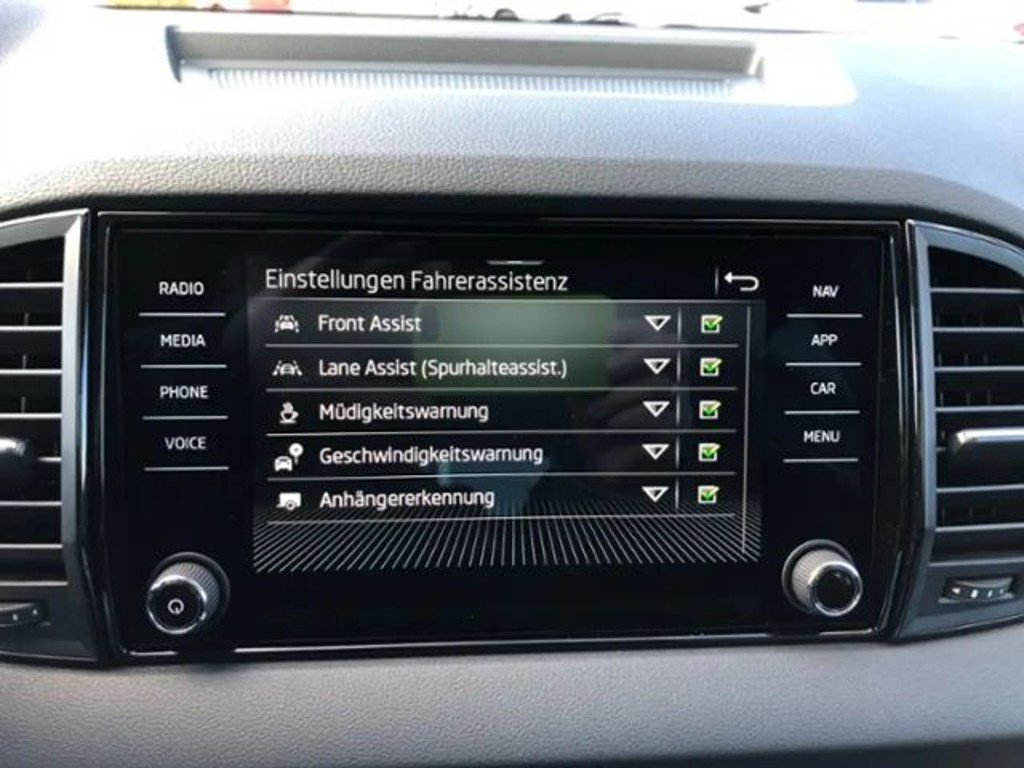 Einstellungen Fahrerassistenz
RADIO
MEDIA
PHONE
VOICE
Front Assist
Lane Assist (Spurhalteassist.)
Müdigkeitswarnung
Geschwindigkeitswarnung
Anhängererkennung
NAV
APP
CAR
MENU